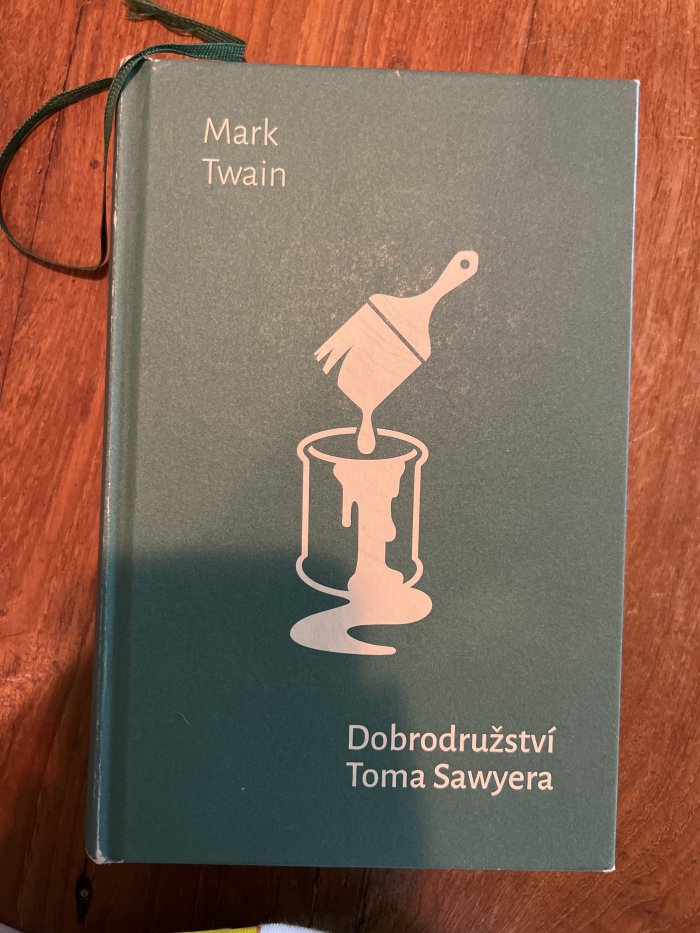 Mark
Twain
Dobrodružství
Toma Sawyera